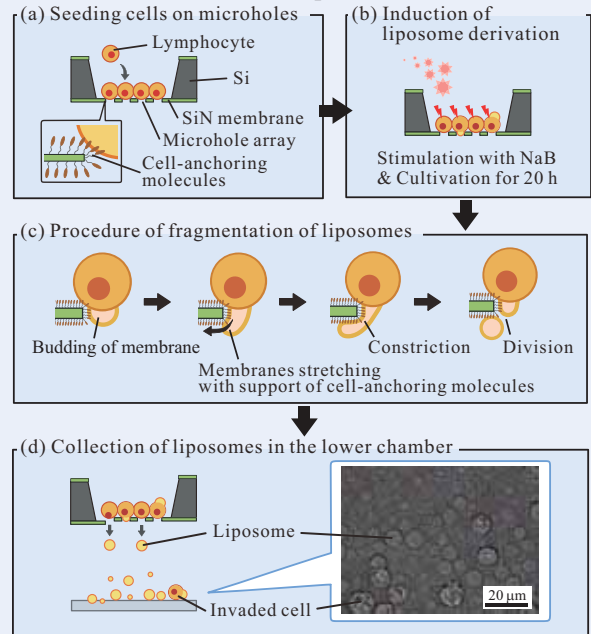 (a) Seeding cells on microholes
Lymphocyte
Si
SiN membrane
Microhole array
Cell-anchoring
molecules
(b) Induction of
liposome derivation
Stimulation with NaB
& Cultivation for 20 h
(c) Procedure of fragmentation of liposomes
Budding of membrane
Membranes stretching
with support of cell-anchoring molecules
Constriction
Division
(d) Collection of liposomes in the lower chamber
Liposome
Invaded cell
20 μm